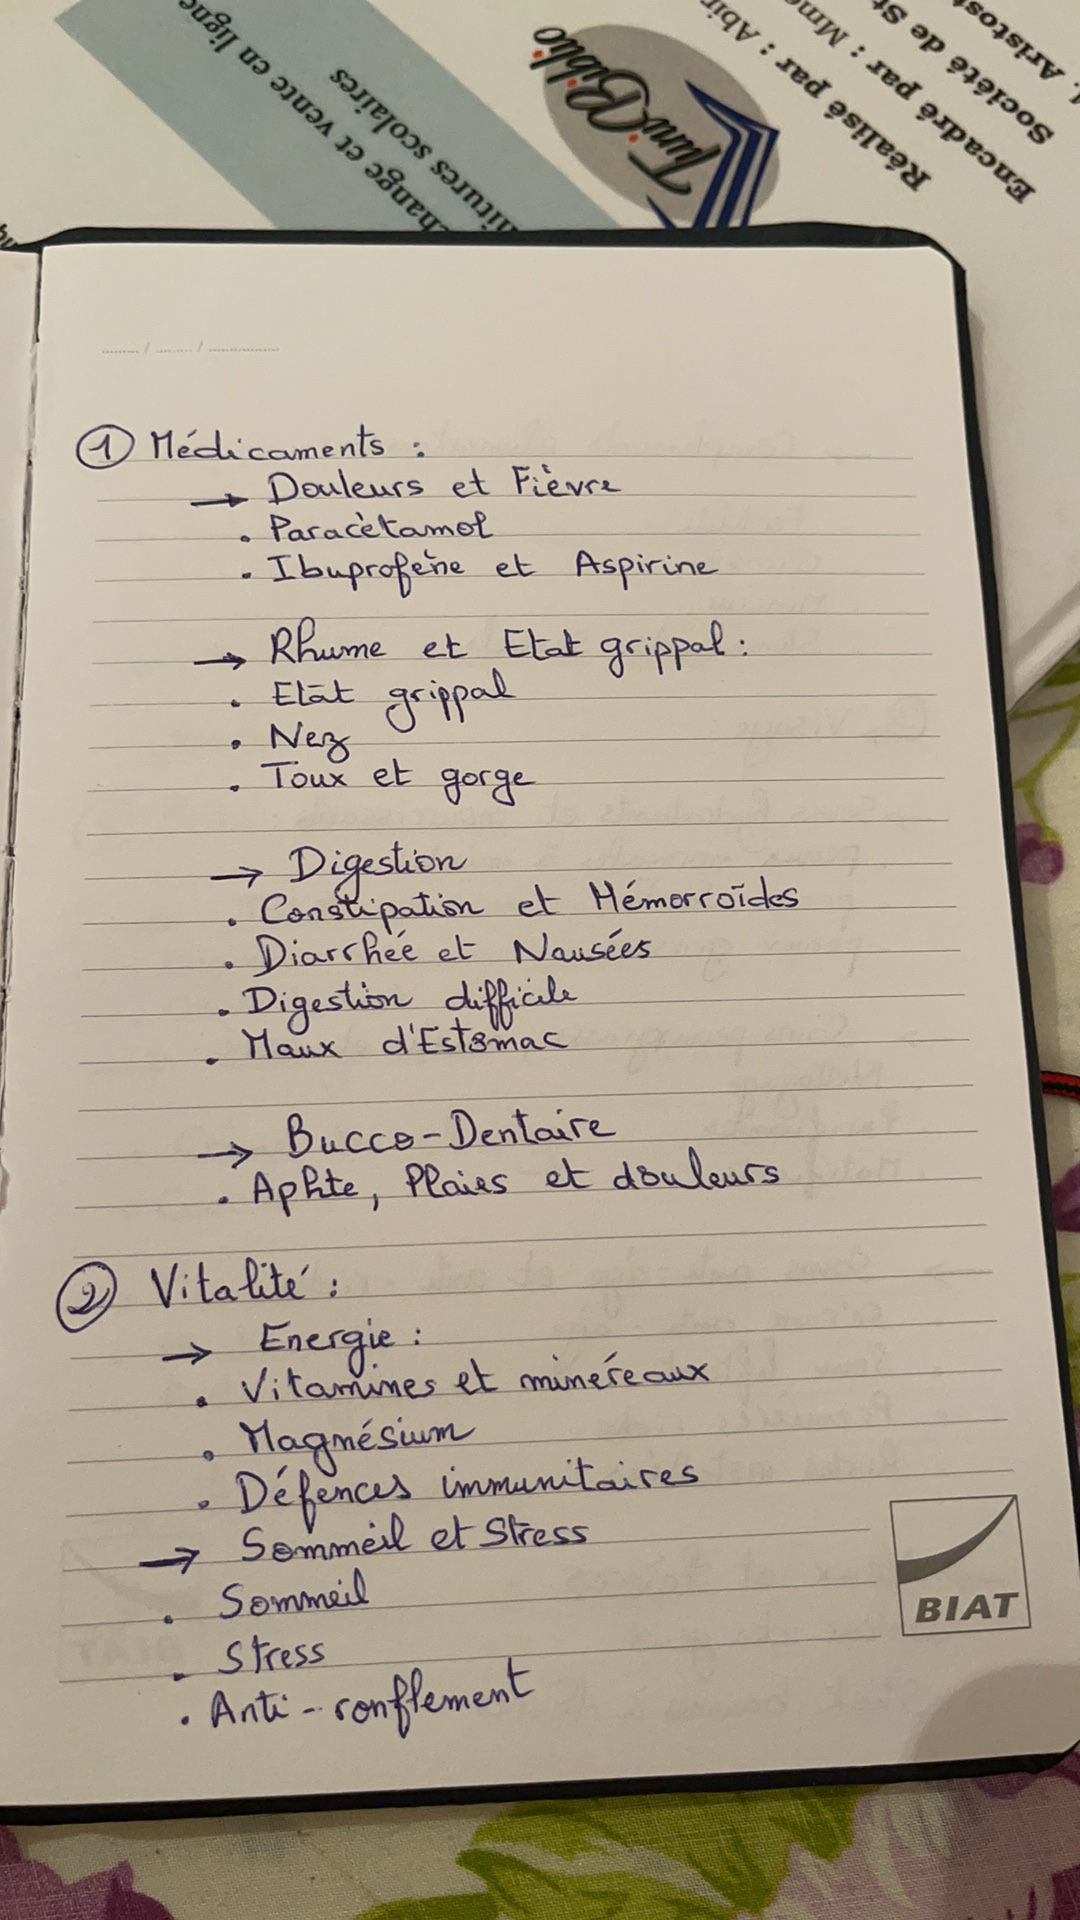 change et vente en ligne
nitures scolaires
TuniBiblio
Réalisé par : Abir
Encadré par : Mme
Société de St
Aristost
① Médicaments :
→ Douleurs et Fièvre
. Paracètamol
. Ibuprofène et Aspirine
→ Rhume et Etat grippal :
. Etat grippal
. Nez
. Toux et gorge
→ Digestion
. Constipation et Hémorroïdes
. Diarrhée et Nausées
. Digestion difficile
. Maux d'Estomac
→ Bucco-Dentaire
. Aphte, Plaies et douleurs
② Vitalité :
→ Energie :
. Vitamines et minéreaux
. Magnésium
. Défences immunitaires
→ Sommeil et Stress
. Sommeil
. Stress
. Anti-ronflement
BIAT